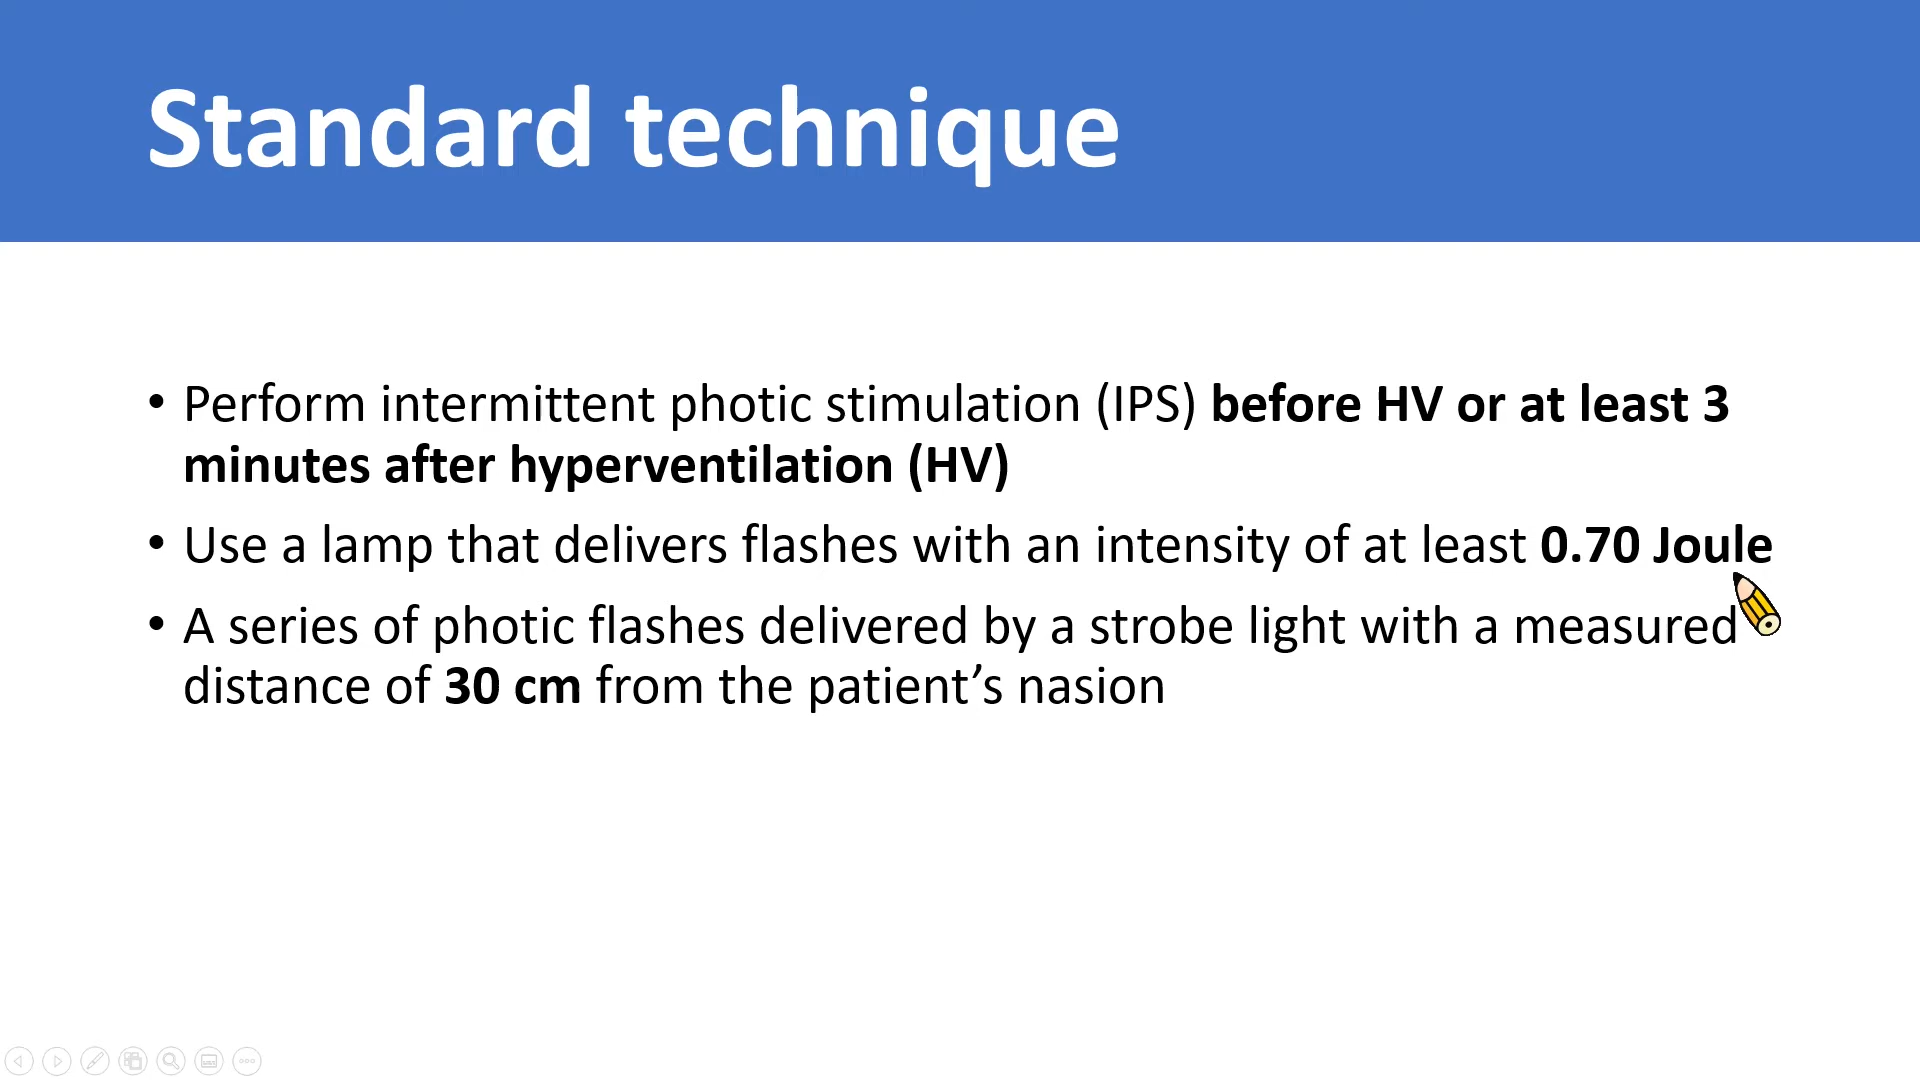 Standard technique
• Perform intermittent photic stimulation (IPS) before HV or at least 3
minutes after hyperventilation (HV)
• Use a lamp that delivers flashes with an intensity of at least 0.70 Joule
• A series of photic flashes delivered by a strobe light with a measured
distance of 30 cm from the patient’s nasion